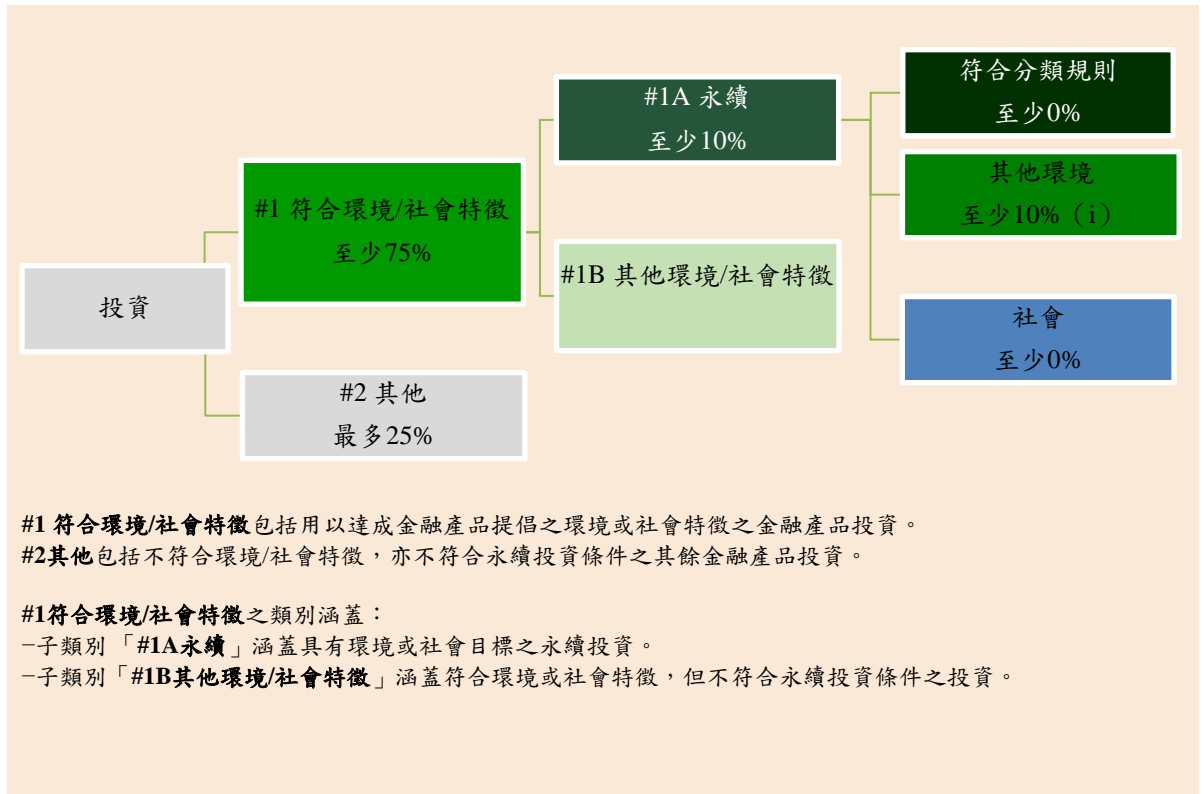 投資
#1 符合環境/社會特徵
至少75%
#2 其他
最多25%
#1A 永續
至少10%
#1B 其他環境/社會特徵
符合分類規則
至少0%
其他環境
至少10%（i）
社會
至少0%
#1 符合環境/社會特徵包括用以達成金融產品提倡之環境或社會特徵之金融產品投資。
#2其他包括不符合環境/社會特徵，亦不符合永續投資條件之其餘金融產品投資。
#1符合環境/社會特徵之類別涵蓋：
–子類別「#1A永續」涵蓋具有環境或社會目標之永續投資。
–子類別「#1B其他環境/社會特徵」涵蓋符合環境或社會特徵，但不符合永續投資條件之投資。